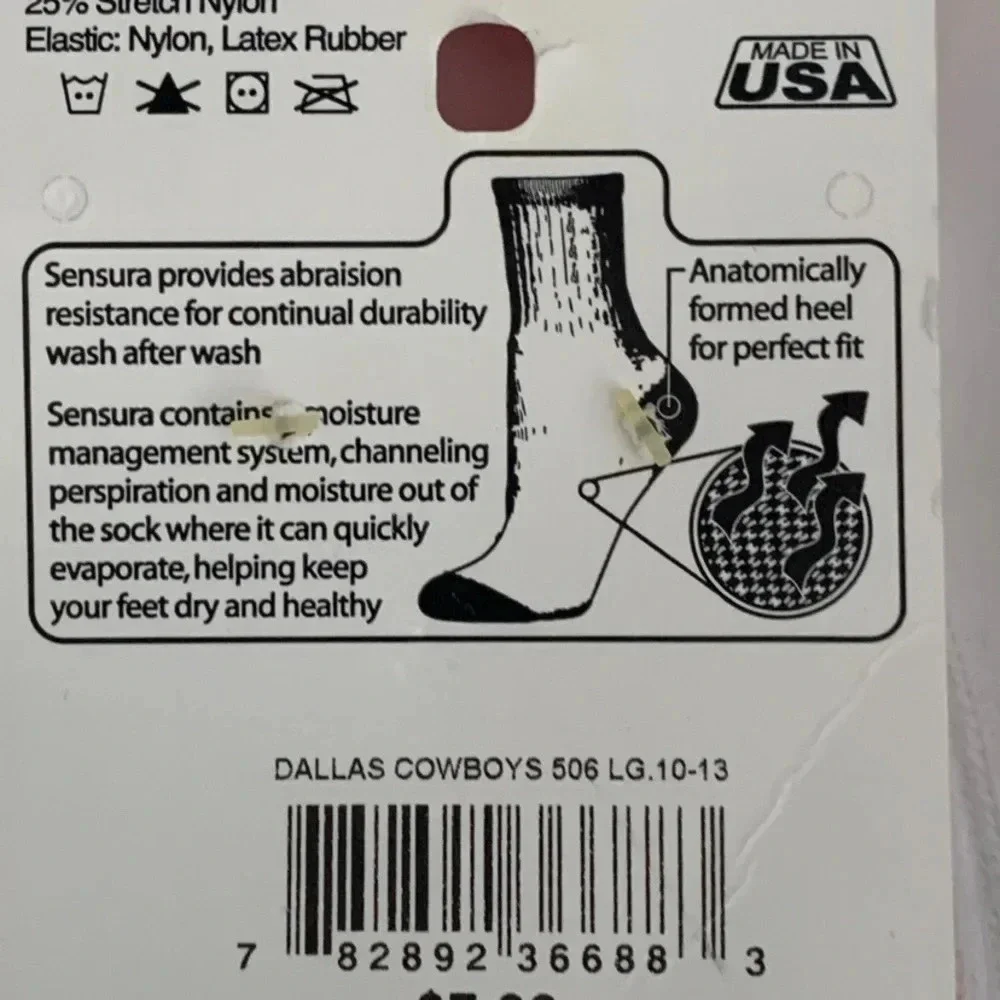 25% Stretch Nylon
Elastic: Nylon, Latex Rubber
MADE IN
USA
Sensura provides abraision
resistance for continual durability
wash after wash
Anatomically
formed heel
for perfect fit
Sensura contains moisture
management system, channeling
perspiration and moisture out of
the sock where it can quickly
evaporate, helping keep
your feet dry and healthy
DALLAS COWBOYS 506 LG.10-13
7 82892 36688 3